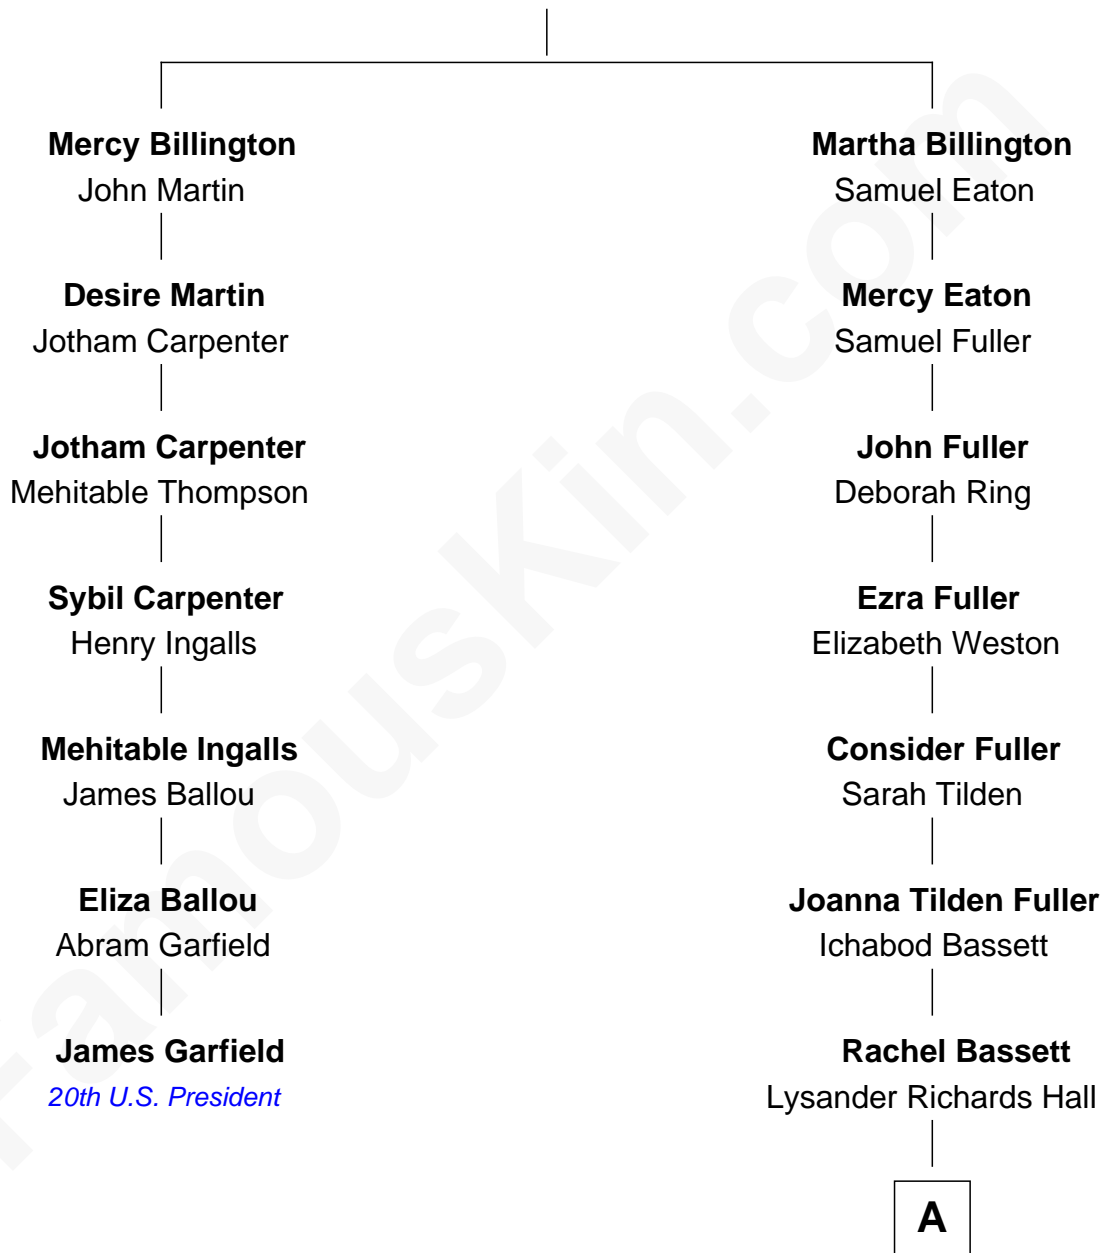 Mercy Billington
John Martin
Martha Billington
Samuel Eaton
Desire Martin
Jotham Carpenter
Mercy Eaton
Samuel Fuller
Jotham Carpenter
Mehitable Thompson
John Fuller
Deborah Ring
Sybil Carpenter
Henry Ingalls
Ezra Fuller
Elizabeth Weston
Mehitable Ingalls
James Ballou
Consider Fuller
Sarah Tilden
Eliza Ballou
Abram Garfield
Joanna Tilden Fuller
Ichabod Bassett
James Garfield
20th U.S. President
Rachel Bassett
Lysander Richards Hall
A
FamousKin.com